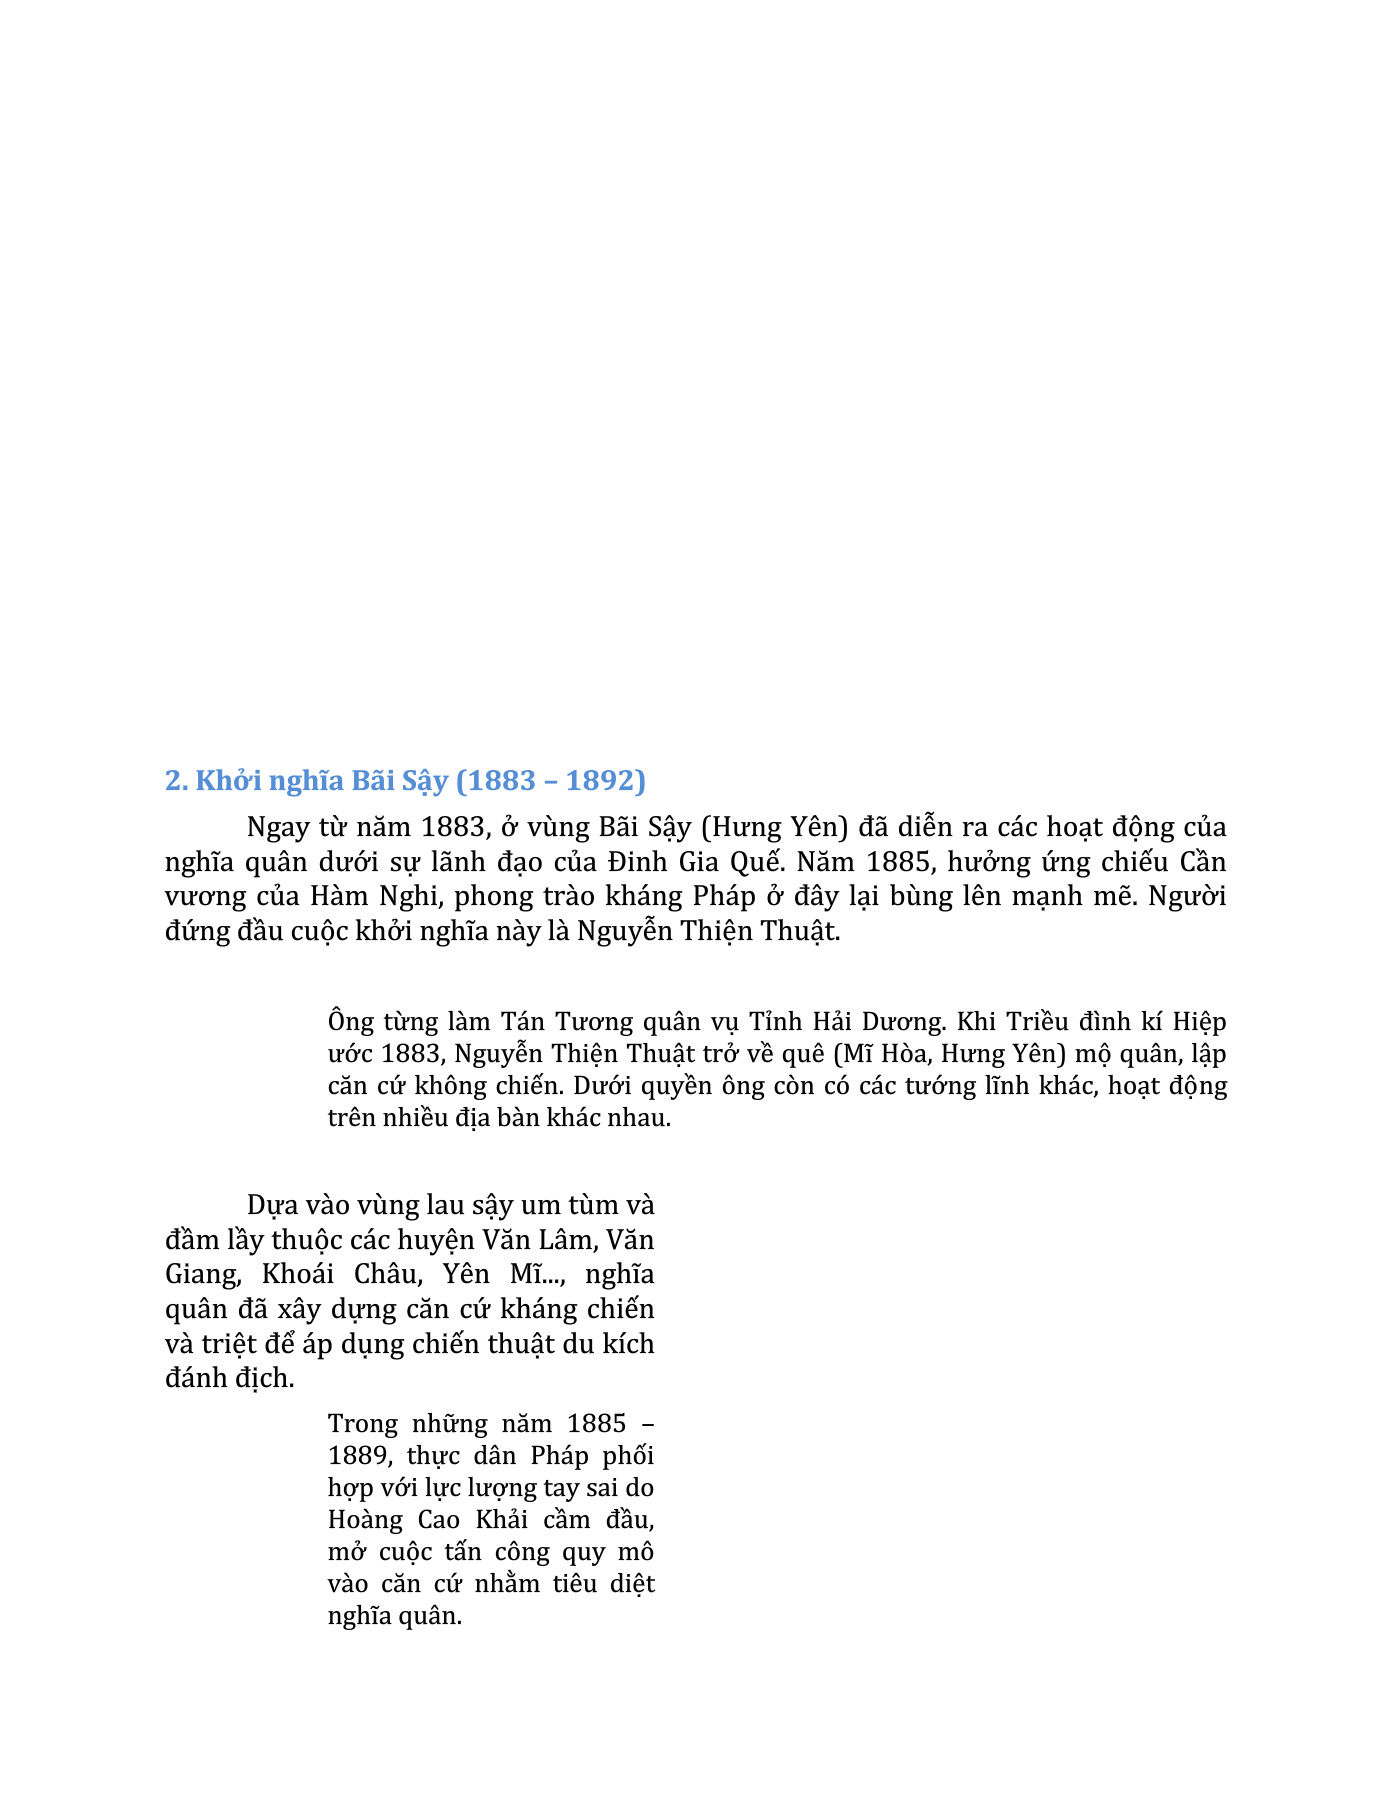 2. Khởi nghĩa Bãi Sậy (1883 – 1892)
Ngay từ năm 1883, ở vùng Bãi Sậy (Hưng Yên) đã diễn ra các hoạt động của
nghĩa quân dưới sự lãnh đạo của Đinh Gia Quế. Năm 1885, hưởng ứng chiếu Cần
vương của Hàm Nghi, phong trào kháng Pháp ở đây lại bùng lên mạnh mẽ. Người
đứng đầu cuộc khởi nghĩa này là Nguyễn Thiện Thuật.
Ông từng làm Tán Tương quân vụ Tỉnh Hải Dương. Khi Triều đình kí Hiệp
ước 1883, Nguyễn Thiện Thuật trở về quê (Mĩ Hòa, Hưng Yên) mộ quân, lập
căn cứ không chiến. Dưới quyền ông còn có các tướng lĩnh khác, hoạt động
trên nhiều địa bàn khác nhau.
Dựa vào vùng lau sậy um tùm và
đầm lầy thuộc các huyện Văn Lâm, Văn
Giang, Khoái Châu, Yên Mĩ..., nghĩa
quân đã xây dựng căn cứ kháng chiến
và triệt để áp dụng chiến thuật du kích
đánh địch.
Trong những năm 1885 –
1889, thực dân Pháp phối
hợp với lực lượng tay sai do
Hoàng Cao Khải cầm đầu,
mở cuộc tấn công quy mô
vào căn cứ nhằm tiêu diệt
nghĩa quân.